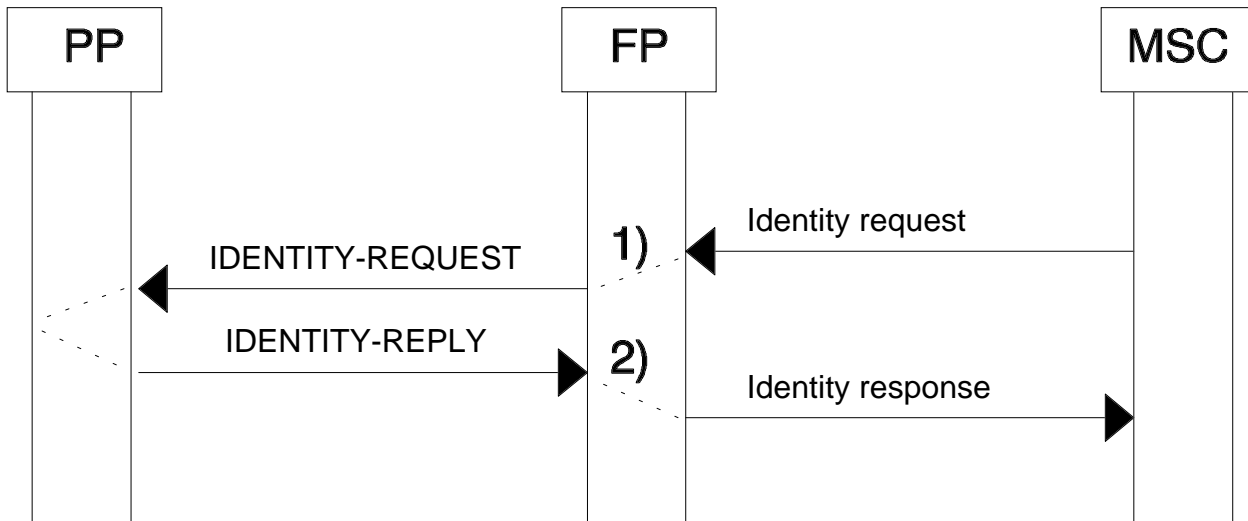 PP
FP
MSC
1)
Identity request
IDENTITY-REQUEST
IDENTITY-REPLY
2)
Identity response